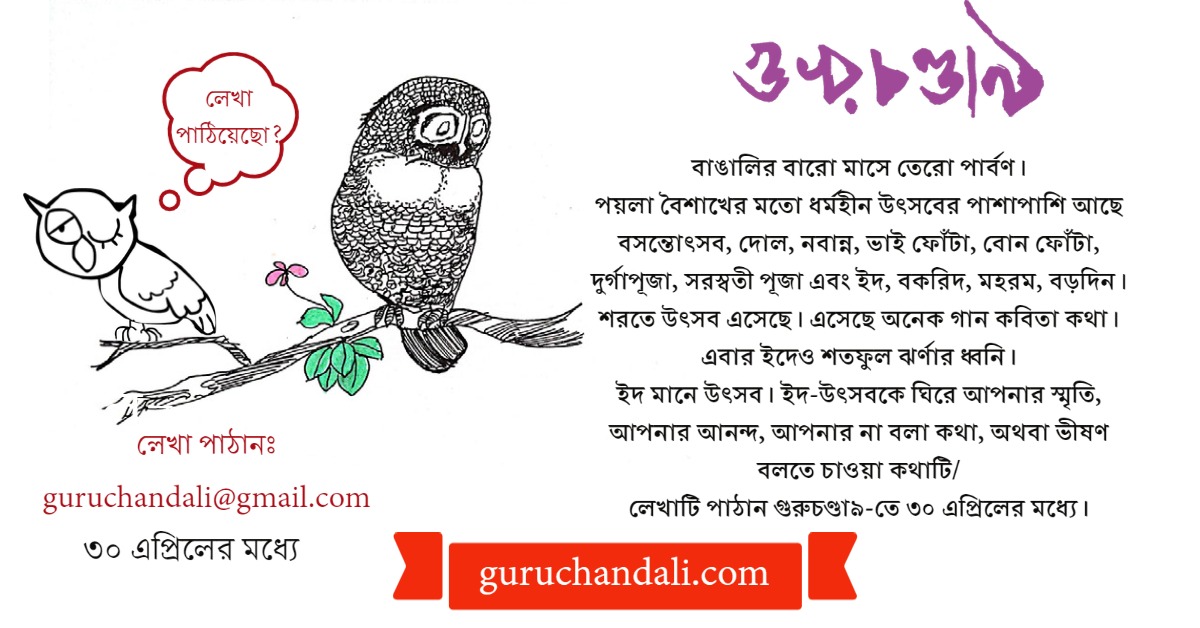 গুরুচণ্ডা৯
লেখা
পাঠিয়েছো?
বাঙালির বারো মাসে তেরো পার্বণ।
পয়লা বৈশাখের মতো ধর্মহীন উৎসবের পাশাপাশি আছে
বসন্তোৎসব, দোল, নবান্ন, ভাই ফোঁটা, বোন ফোঁটা,
দুর্গাপূজা, সরস্বতী পূজা এবং ইদ, বকরিদ, মহরম, বড়দিন।
শরতে উৎসব এসেছে। এসেছে অনেক গান কবিতা কথা।
এবার ইদেও শতফুল ঝর্ণার ধ্বনি।
ইদ মানে উৎসব। ইদ-উৎসবকে ঘিরে আপনার স্মৃতি,
আপনার আনন্দ, আপনার না বলা কথা, অথবা ভীষণ
বলতে চাওয়া কথাটি/
লেখাটি পাঠান গুরুচণ্ডা৯-তে ৩০ এপ্রিলের মধ্যে।
লেখা পাঠানঃ
guruchandali@gmail.com
৩০ এপ্রিলের মধ্যে
guruchandali.com